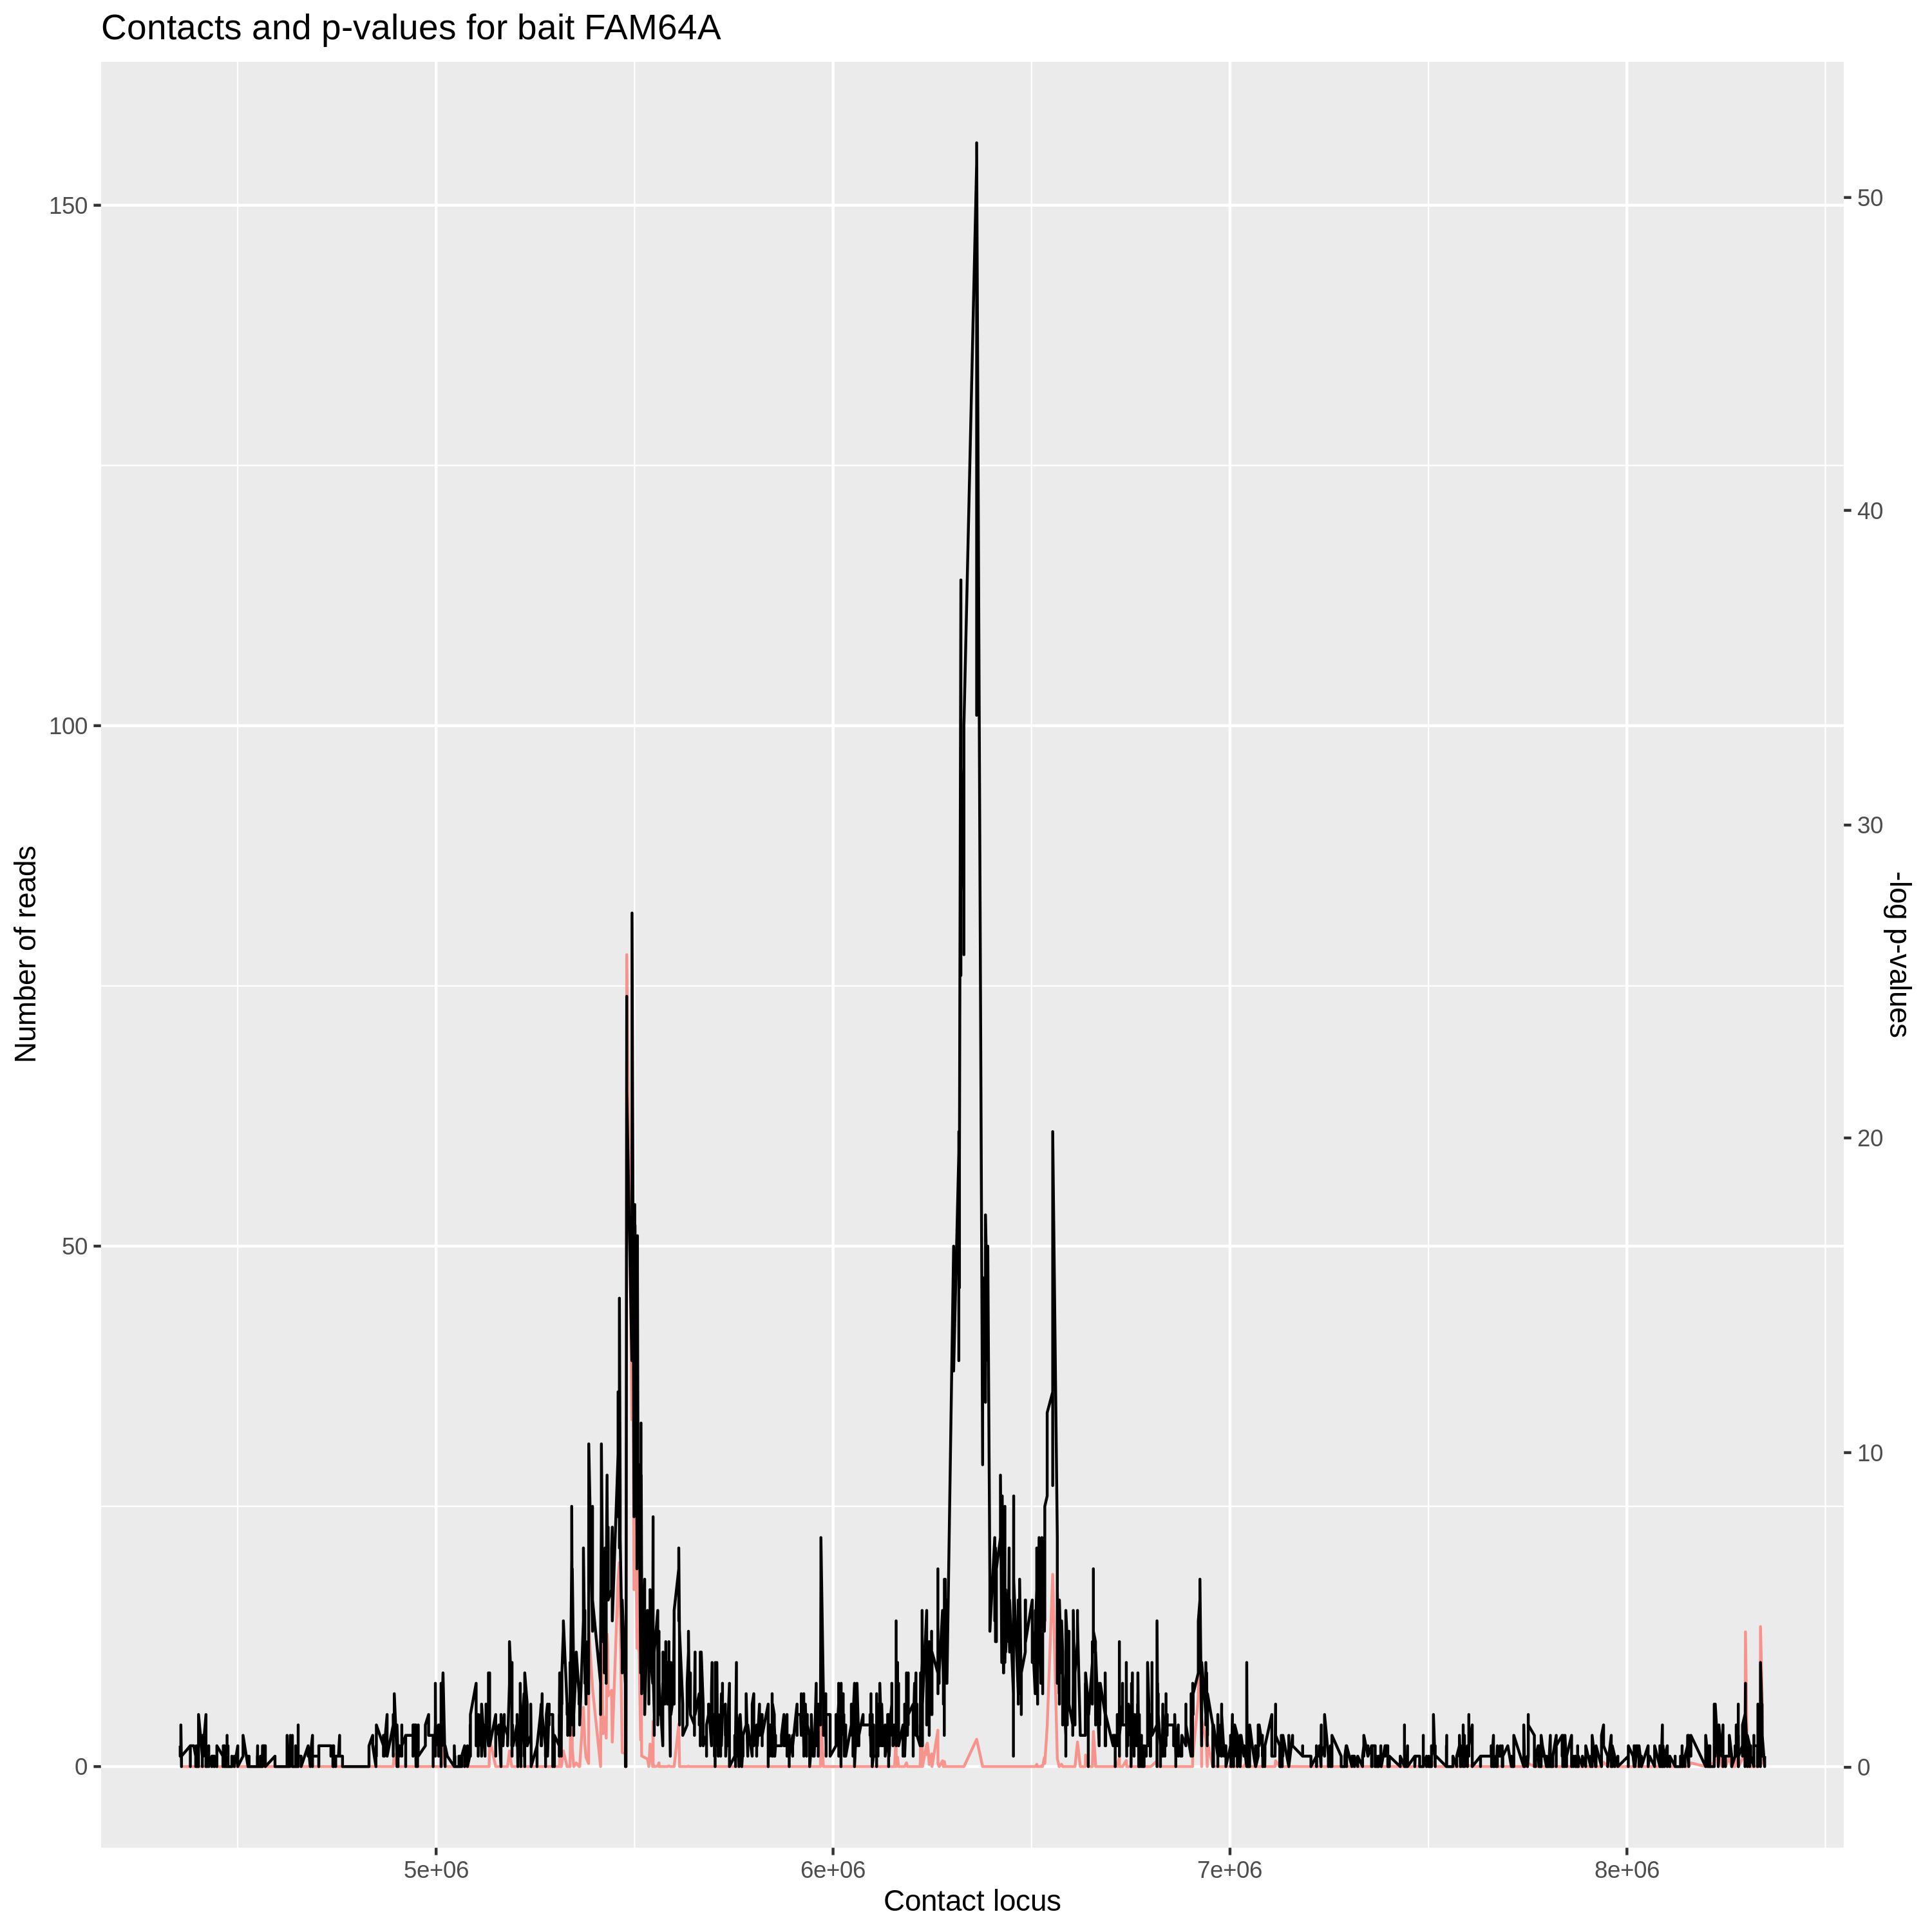 Contacts and p-values for bait FAM64A
150
100
50
0
Number of reads
50
40
30
20
10
0
-log p-values
5e+06 6e+06 7e+06 8e+06
Contact locus